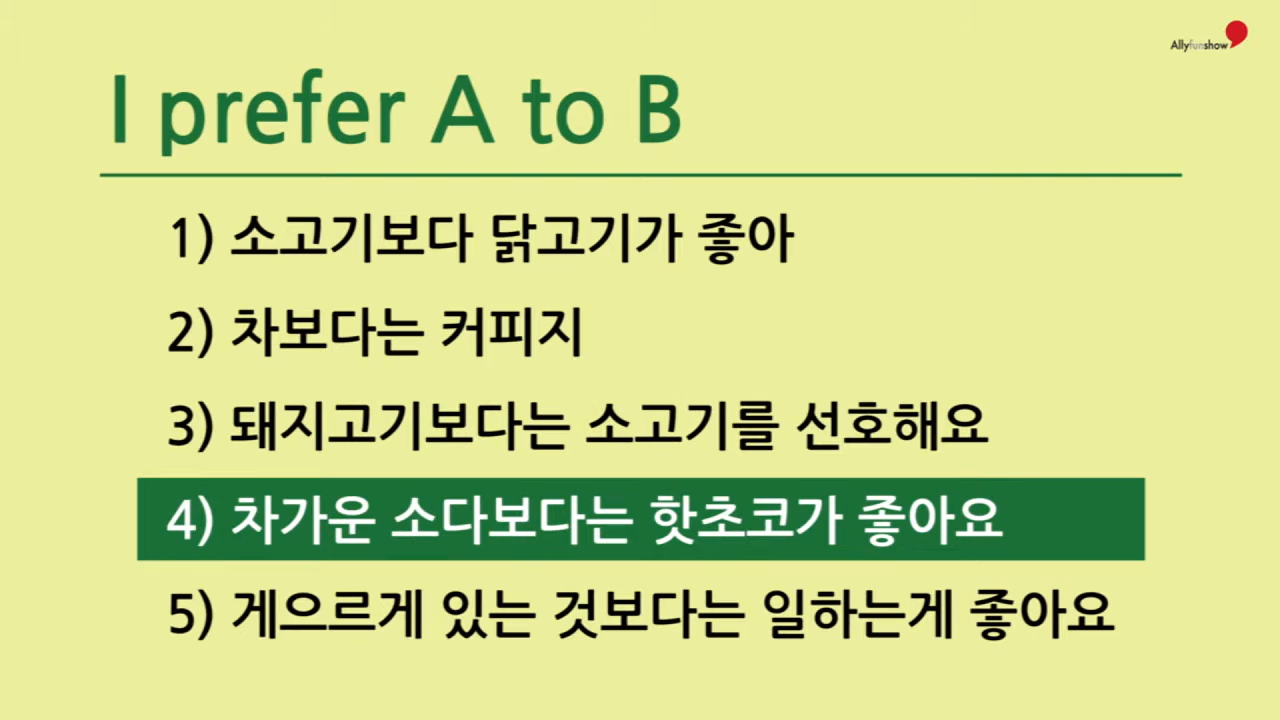 Allyfunshow
I prefer A to B
1) 소고기보다 닭고기가 좋아
2) 차보다는 커피지
3) 돼지고기보다는 소고기를 선호해요
4) 차가운 소다보다는 핫초코가 좋아요
5) 게으르게 있는 것보다는 일하는게 좋아요